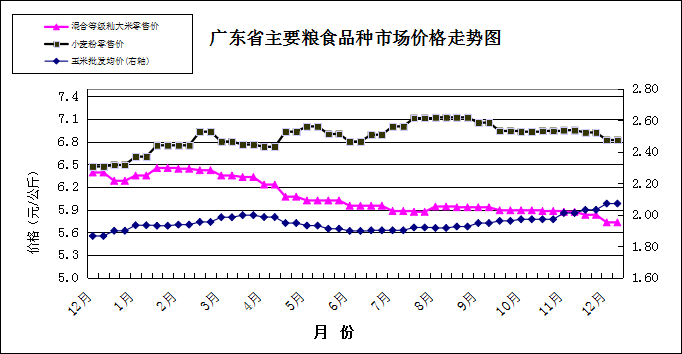 混合等级籼大米零售价
小麦粉零售价
玉米批发均价(右轴)
广东省主要粮食品种市场价格走势图
价格（元/公斤）
7.4
7.1
6.8
6.5
6.2
5.9
5.6
5.3
5.0
2.80
2.60
2.40
2.20
2.00
1.80
1.60
12月
1月
2月
3月
4月
5月
6月
7月
8月
9月
10月
11月
12月
月 份